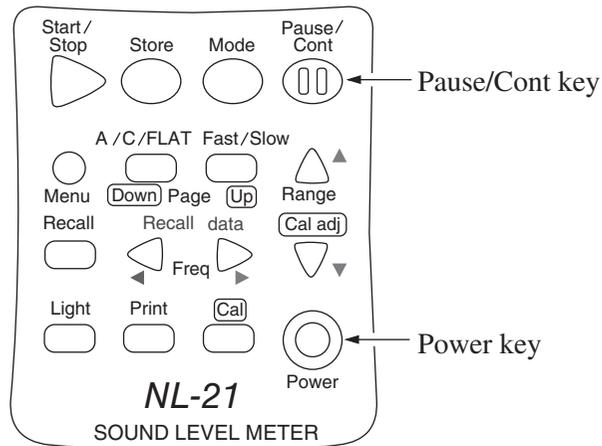 Start/
Stop
Store
Mode
Pause/
Cont
Pause/Cont key
A/C/FLAT
Fast/Slow
Menu
Down
Page
Up
Range
Recall
Recall data
Cal adj
Freq
Light
Print
Cal
Power key
Power
NL-21
SOUND LEVEL METER